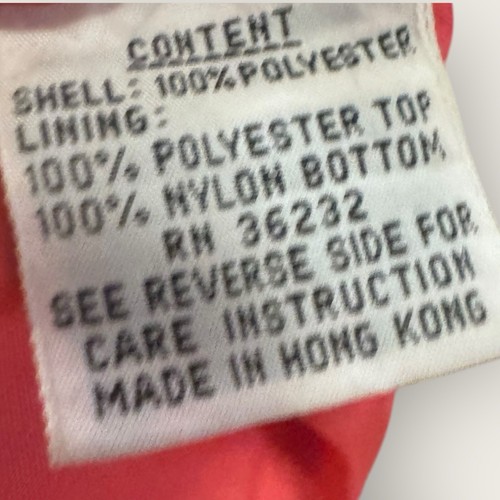 CONTENT
SHELL: 100% POLYESTER
LINING:
100% POLYESTER TOP
100% NYLON BOTTOM
RN 36232
SEE REVERSE SIDE FOR
CARE INSTRUCTION
MADE IN HONG KONG